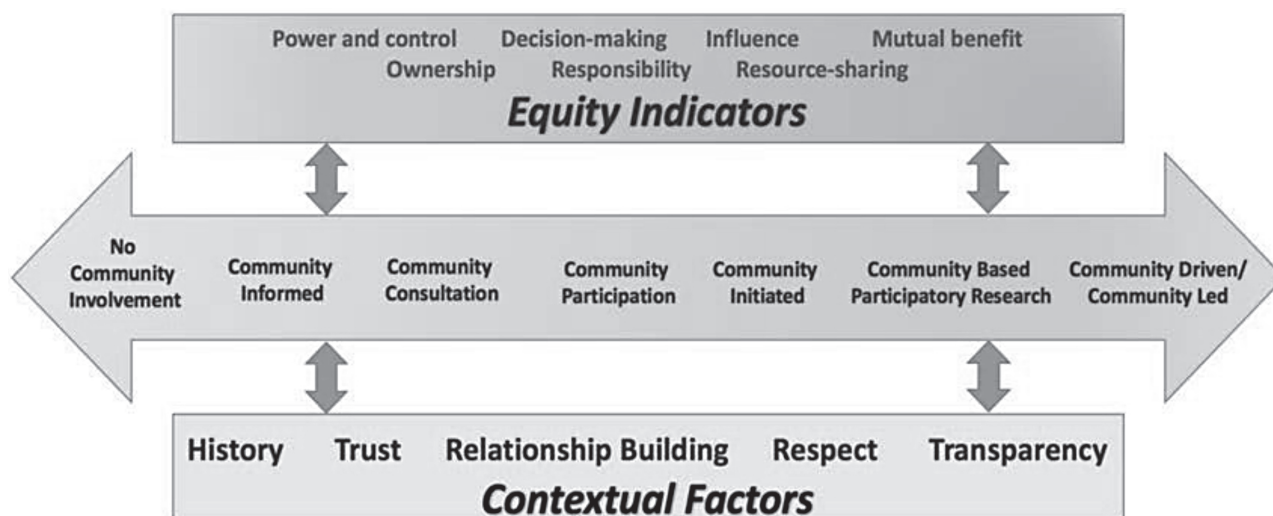 Power and control Decision-making Influence Mutual benefit
Ownership Responsibility Resource-sharing
Equity Indicators
No
Community
Involvement
Community
Informed
Community
Consultation
Community
Participation
Community
Initiated
Community Based
Participatory Research
Community Driven/
Community Led
History Trust Relationship Building Respect Transparency
Contextual Factors